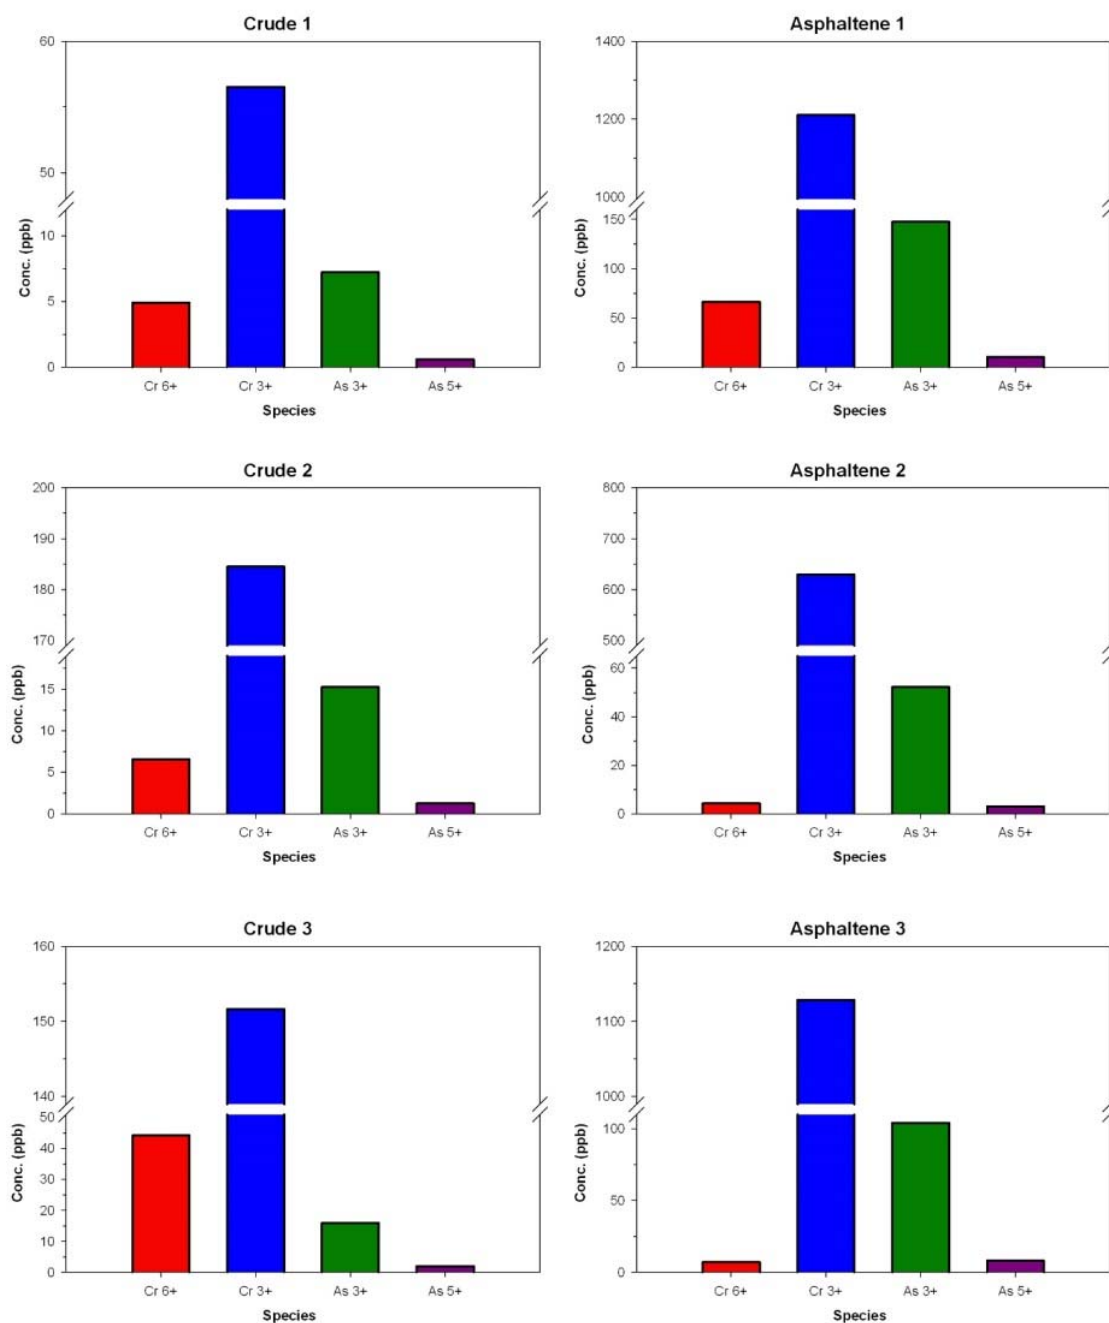 Crude 1
60
50
10
5
0
Conc. (ppb)
Cr 6+ Cr 3+ As 3+ As 5+
Species
Asphaltene 1
1400
1200
1000
150
100
50
0
Conc. (ppb)
Cr 6+ Cr 3+ As 3+ As 5+
Species
Crude 2
200
190
180
170
15
10
5
0
Conc. (ppb)
Cr 6+ Cr 3+ As 3+ As 5+
Species
Asphaltene 2
800
700
600
500
60
40
20
0
Conc. (ppb)
Cr 6+ Cr 3+ As 3+ As 5+
Species
Crude 3
160
150
140
50
40
30
20
10
0
Conc. (ppb)
Cr 6+ Cr 3+ As 3+ As 5+
Species
Asphaltene 3
1200
1100
1000
100
50
0
Conc. (ppb)
Cr 6+ Cr 3+ As 3+ As 5+
Species